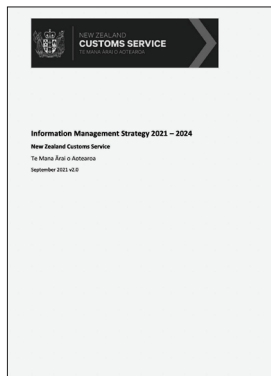 NEW ZEALAND
CUSTOMS SERVICE
TE MANA ĀRAI O AOTEAROA
Information Management Strategy 2021 – 2024
New Zealand Customs Service
Te Mana Ārai o Aotearoa
September 2021 v2.0